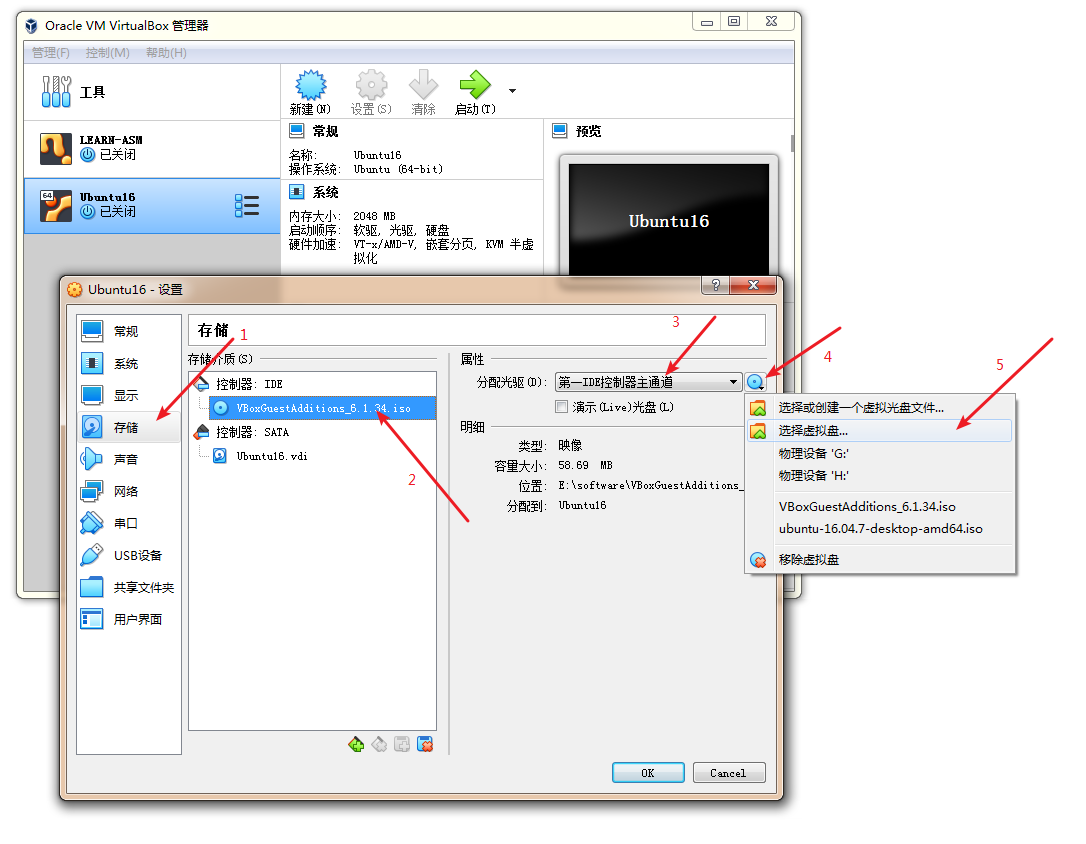 Oracle VM VirtualBox 管理器
管理(F) 控制(M) 帮助(H)
工具
新建(N) 设置(S) 清除 启动(T)
LEARN-ASM
已关闭
64
Ubuntu16
已关闭
常规
名称: Ubuntu16
操作系统: Ubuntu (64-bit)
系统
内存大小: 2048 MB
启动顺序: 软驱, 光驱, 硬盘
硬件加速: VT-x/AMD-V, 嵌套分页, KVM 半虚
拟化
预览
Ubuntu16
Ubuntu16 - 设置
?
常规
系统
显示
存储
声音
网络
串口
USB设备
共享文件夹
用户界面
存储
1
存储介质(S)
控制器: IDE
VBoxGuestAdditions_6.1.34.iso
控制器: SATA
Ubuntu16.vdi
2
3
属性
分配光驱(D): 第一IDE控制器主通道
4
演示(Live)光盘(L)
明细
类型: 映像
容量大小: 58.69 MB
位置: E:\software\VBoxGuestAdditions_
分配到: Ubuntu16
5
选择或创建一个虚拟光盘文件...
选择虚拟盘...
物理设备 'G:'
物理设备 'H:'
VBoxGuestAdditions_6.1.34.iso
ubuntu-16.04.7-desktop-amd64.iso
移除虚拟盘
OK Cancel